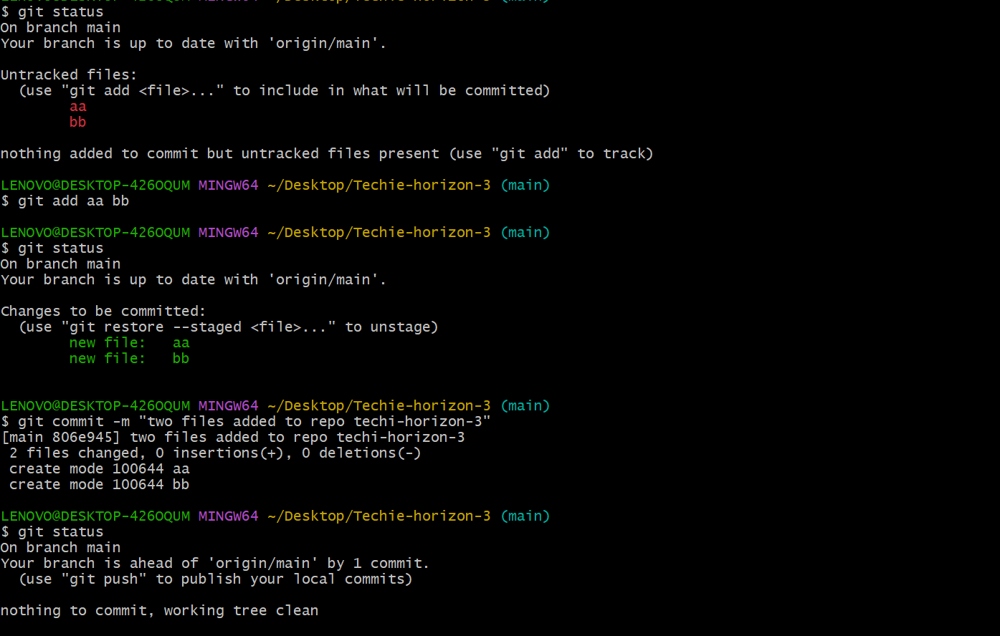 LENOVO@DESKTOP-426OQUM MINGW64 ~/Desktop/Techie-horizon-3 (main)
$ git status
On branch main
Your branch is up to date with 'origin/main'.
Untracked files:
  (use "git add <file>..." to include in what will be committed)
        aa
        bb
nothing added to commit but untracked files present (use "git add" to track)
LENOVO@DESKTOP-426OQUM MINGW64 ~/Desktop/Techie-horizon-3 (main)
$ git add aa bb
LENOVO@DESKTOP-426OQUM MINGW64 ~/Desktop/Techie-horizon-3 (main)
$ git status
On branch main
Your branch is up to date with 'origin/main'.
Changes to be committed:
  (use "git restore --staged <file>..." to unstage)
        new file:   aa
        new file:   bb
LENOVO@DESKTOP-426OQUM MINGW64 ~/Desktop/Techie-horizon-3 (main)
$ git commit -m "two files added to repo techi-horizon-3"
[main 806e945] two files added to repo techi-horizon-3
 2 files changed, 0 insertions(+), 0 deletions(-)
 create mode 100644 aa
 create mode 100644 bb
LENOVO@DESKTOP-426OQUM MINGW64 ~/Desktop/Techie-horizon-3 (main)
$ git status
On branch main
Your branch is ahead of 'origin/main' by 1 commit.
  (use "git push" to publish your local commits)
nothing to commit, working tree clean